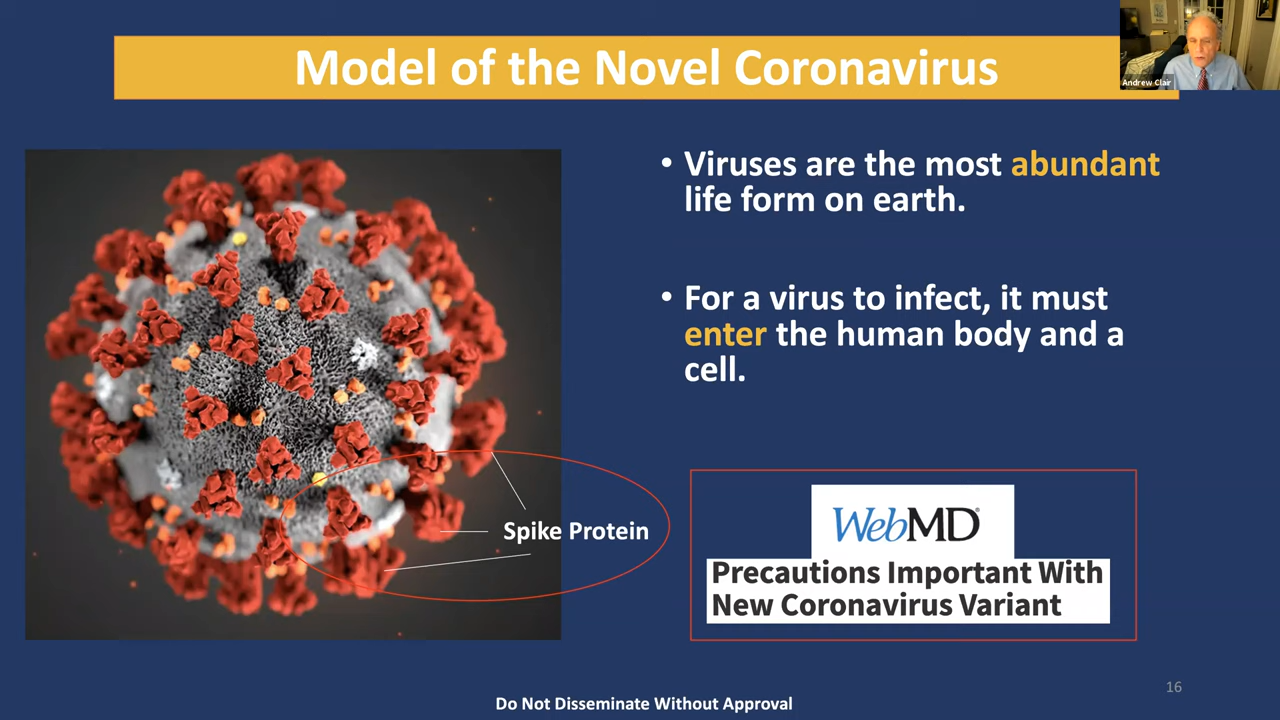 Model of the Novel Coronavirus
Andrew Clair
• Viruses are the most abundant
life form on earth.
• For a virus to infect, it must
enter the human body and a
cell.
Spike Protein
WebMD®
Precautions Important With
New Coronavirus Variant
16
Do Not Disseminate Without Approval